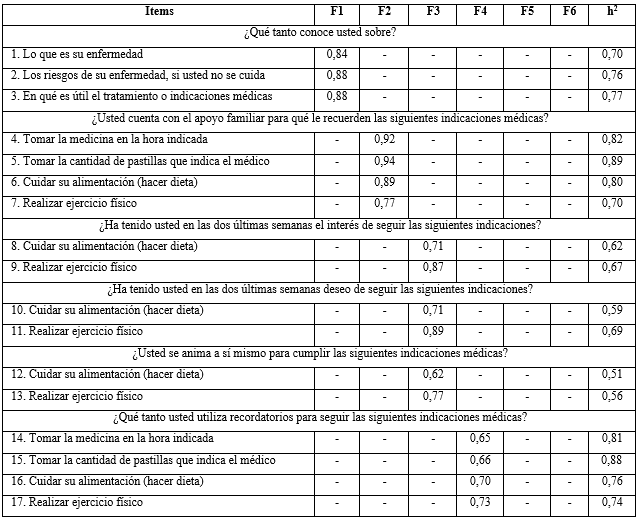 Items F1 F2 F3 F4 F5 F6 h²
¿Qué tanto conoce usted sobre?
1. Lo que es su enfermedad 0,84 - - - - - 0,70
2. Los riesgos de su enfermedad, si usted no se cuida 0,88 - - - - - 0,76
3. En qué es útil el tratamiento o indicaciones médicas 0,88 - - - - - 0,77
¿Usted cuenta con el apoyo familiar para qué le recuerden las siguientes indicaciones médicas?
4. Tomar la medicina en la hora indicada - 0,92 - - - - 0,82
5. Tomar la cantidad de pastillas que indica el médico - 0,94 - - - - 0,89
6. Cuidar su alimentación (hacer dieta) - 0,89 - - - - 0,80
7. Realizar ejercicio físico - 0,77 - - - - 0,70
¿Ha tenido usted en las dos últimas semanas el interés de seguir las siguientes indicaciones?
8. Cuidar su alimentación (hacer dieta) - - 0,71 - - - 0,62
9. Realizar ejercicio físico - - 0,87 - - - 0,67
¿Ha tenido usted en las dos últimas semanas deseo de seguir las siguientes indicaciones?
10. Cuidar su alimentación (hacer dieta) - - 0,71 - - - 0,59
11. Realizar ejercicio físico - - 0,89 - - - 0,69
¿Usted se anima a sí mismo para cumplir las siguientes indicaciones médicas?
12. Cuidar su alimentación (hacer dieta) - - 0,62 - - - 0,51
13. Realizar ejercicio físico - - 0,77 - - - 0,56
¿Qué tanto usted utiliza recordatorios para seguir las siguientes indicaciones médicas?
14. Tomar la medicina en la hora indicada - - - 0,65 - - 0,81
15. Tomar la cantidad de pastillas que indica el médico - - - 0,66 - - 0,88
16. Cuidar su alimentación (hacer dieta) - - - 0,70 - - 0,76
17. Realizar ejercicio físico - - - 0,73 - - 0,74